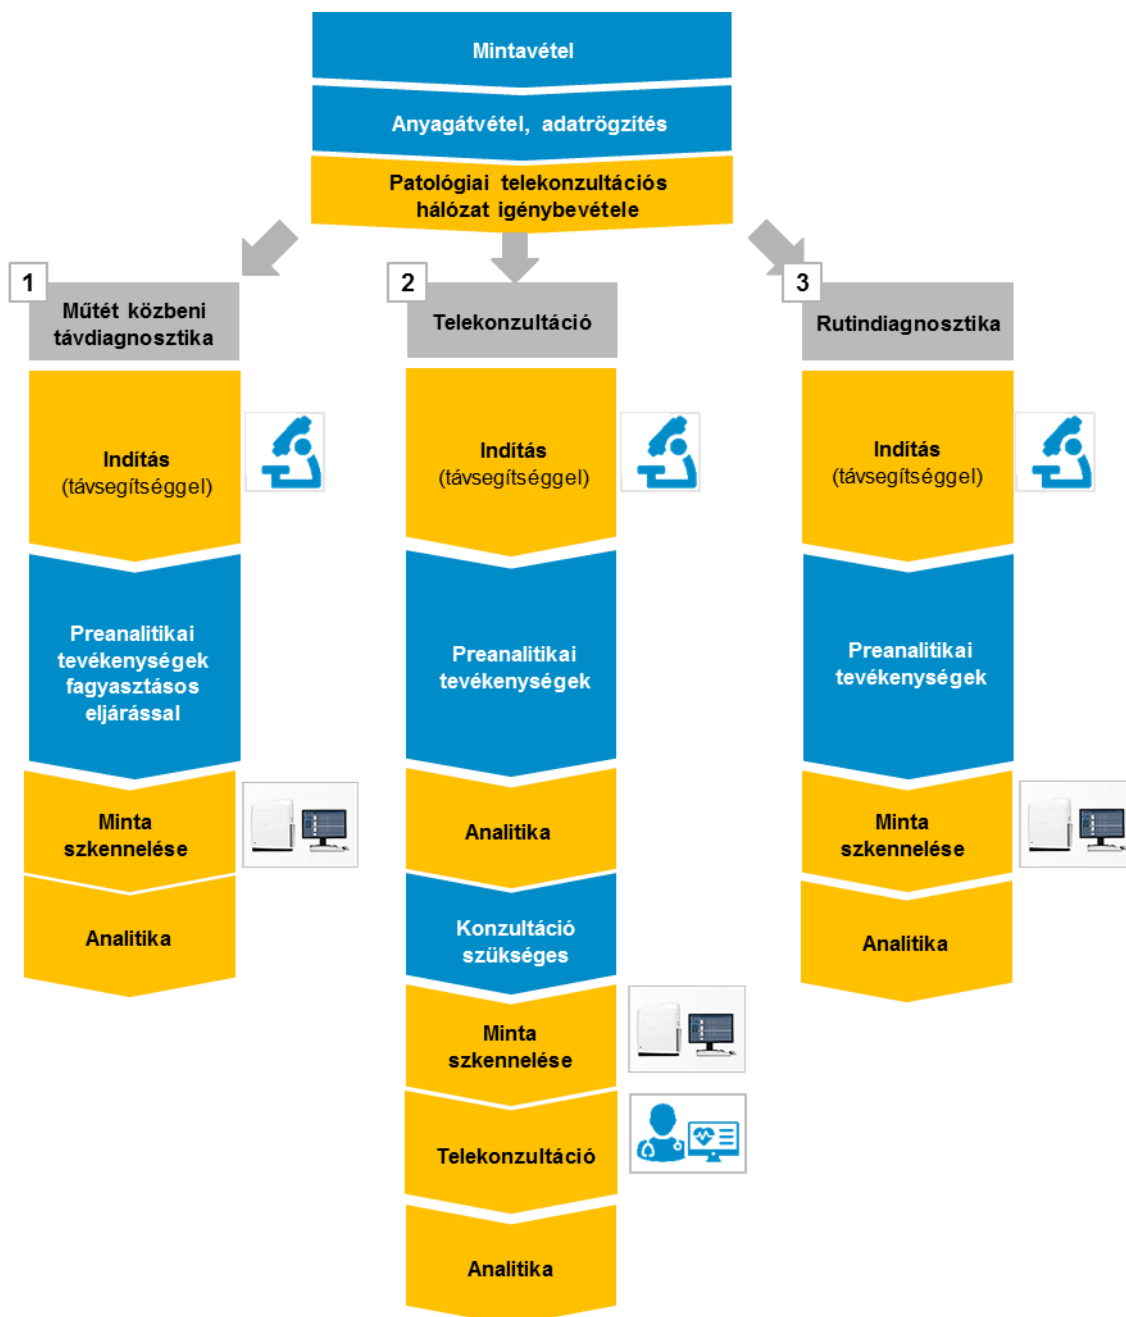 Mintavétel
Anyagátvétel, adatrögzítés
Patológiai telekonzultációs
hálózat igénybevétele
1
Műtét közbeni
távdiagnosztika
Indítás
(távsegítséggel)
Preanalitikai
tevékenységek
fagyasztásos
eljárással
Minta
szkennelése
Analitika
2
Telekonzultáció
Indítás
(távsegítséggel)
Preanalitikai
tevékenységek
Analitika
Konzultáció
szükséges
Minta
szkennelése
Telekonzultáció
Analitika
3
Rutindiagnosztika
Indítás
(távsegítséggel)
Preanalitikai
tevékenységek
Minta
szkennelése
Analitika